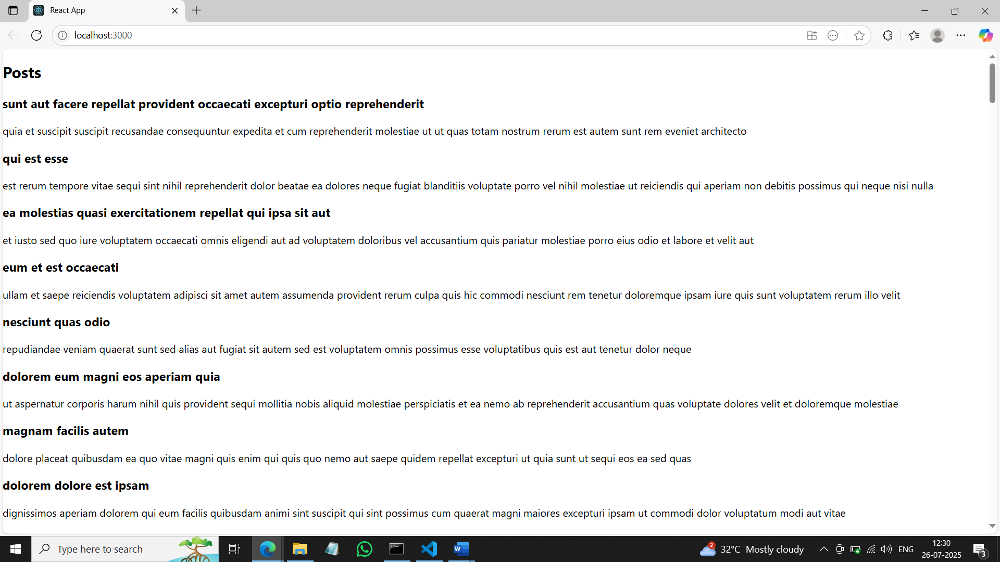 React App
localhost:3000
Posts
sunt aut facere repellat provident occaecati excepturi optio reprehenderit
quia et suscipit suscipit recusandae consequuntur expedita et cum reprehenderit molestiae ut ut quas totam nostrum rerum est autem sunt rem eveniet architecto
qui est esse
est rerum tempore vitae sequi sint nihil reprehenderit dolor beatae ea dolores neque fugiat blanditiis voluptate porro vel nihil molestiae ut reiciendis qui aperiam non debitis possimus qui neque nisi nulla
ea molestias quasi exercitationem repellat qui ipsa sit aut
et iusto sed quo iure voluptatem occaecati omnis eligendi aut ad voluptatem doloribus vel accusantium quis pariatur molestiae porro eius odio et labore et velit aut
eum et est occaecati
ullam et saepe reiciendis voluptatem adipisci sit amet autem assumenda provident rerum culpa quis hic commodi nesciunt rem tenetur doloremque ipsam iure quis sunt voluptatem rerum illo velit
nesciunt quas odio
repudiandae veniam quaerat sunt sed alias aut fugiat sit autem sed est voluptatem omnis possimus esse voluptatibus quis est aut tenetur dolor neque
dolorem eum magni eos aperiam quia
ut aspernatur corporis harum nihil quis provident sequi mollitia nobis aliquid molestiae perspiciatis et ea nemo ab reprehenderit accusantium quas voluptate dolores velit et doloremque molestiae
magnam facilis autem
dolore placeat quibusdam ea quo vitae magni quis enim qui quis quo nemo aut saepe quidem repellat excepturi ut quia sunt ut sequi eos ea sed quas
dolorem dolore est ipsam
dignissimos aperiam dolorem qui eum facilis quibusdam animi sint suscipit qui sint possimus cum quaerat magni maiores excepturi ipsam ut commodi dolor voluptatum modi aut vitae
Type here to search
W
2
32°C Mostly cloudy
ENG
12:30
26-07-2025
3